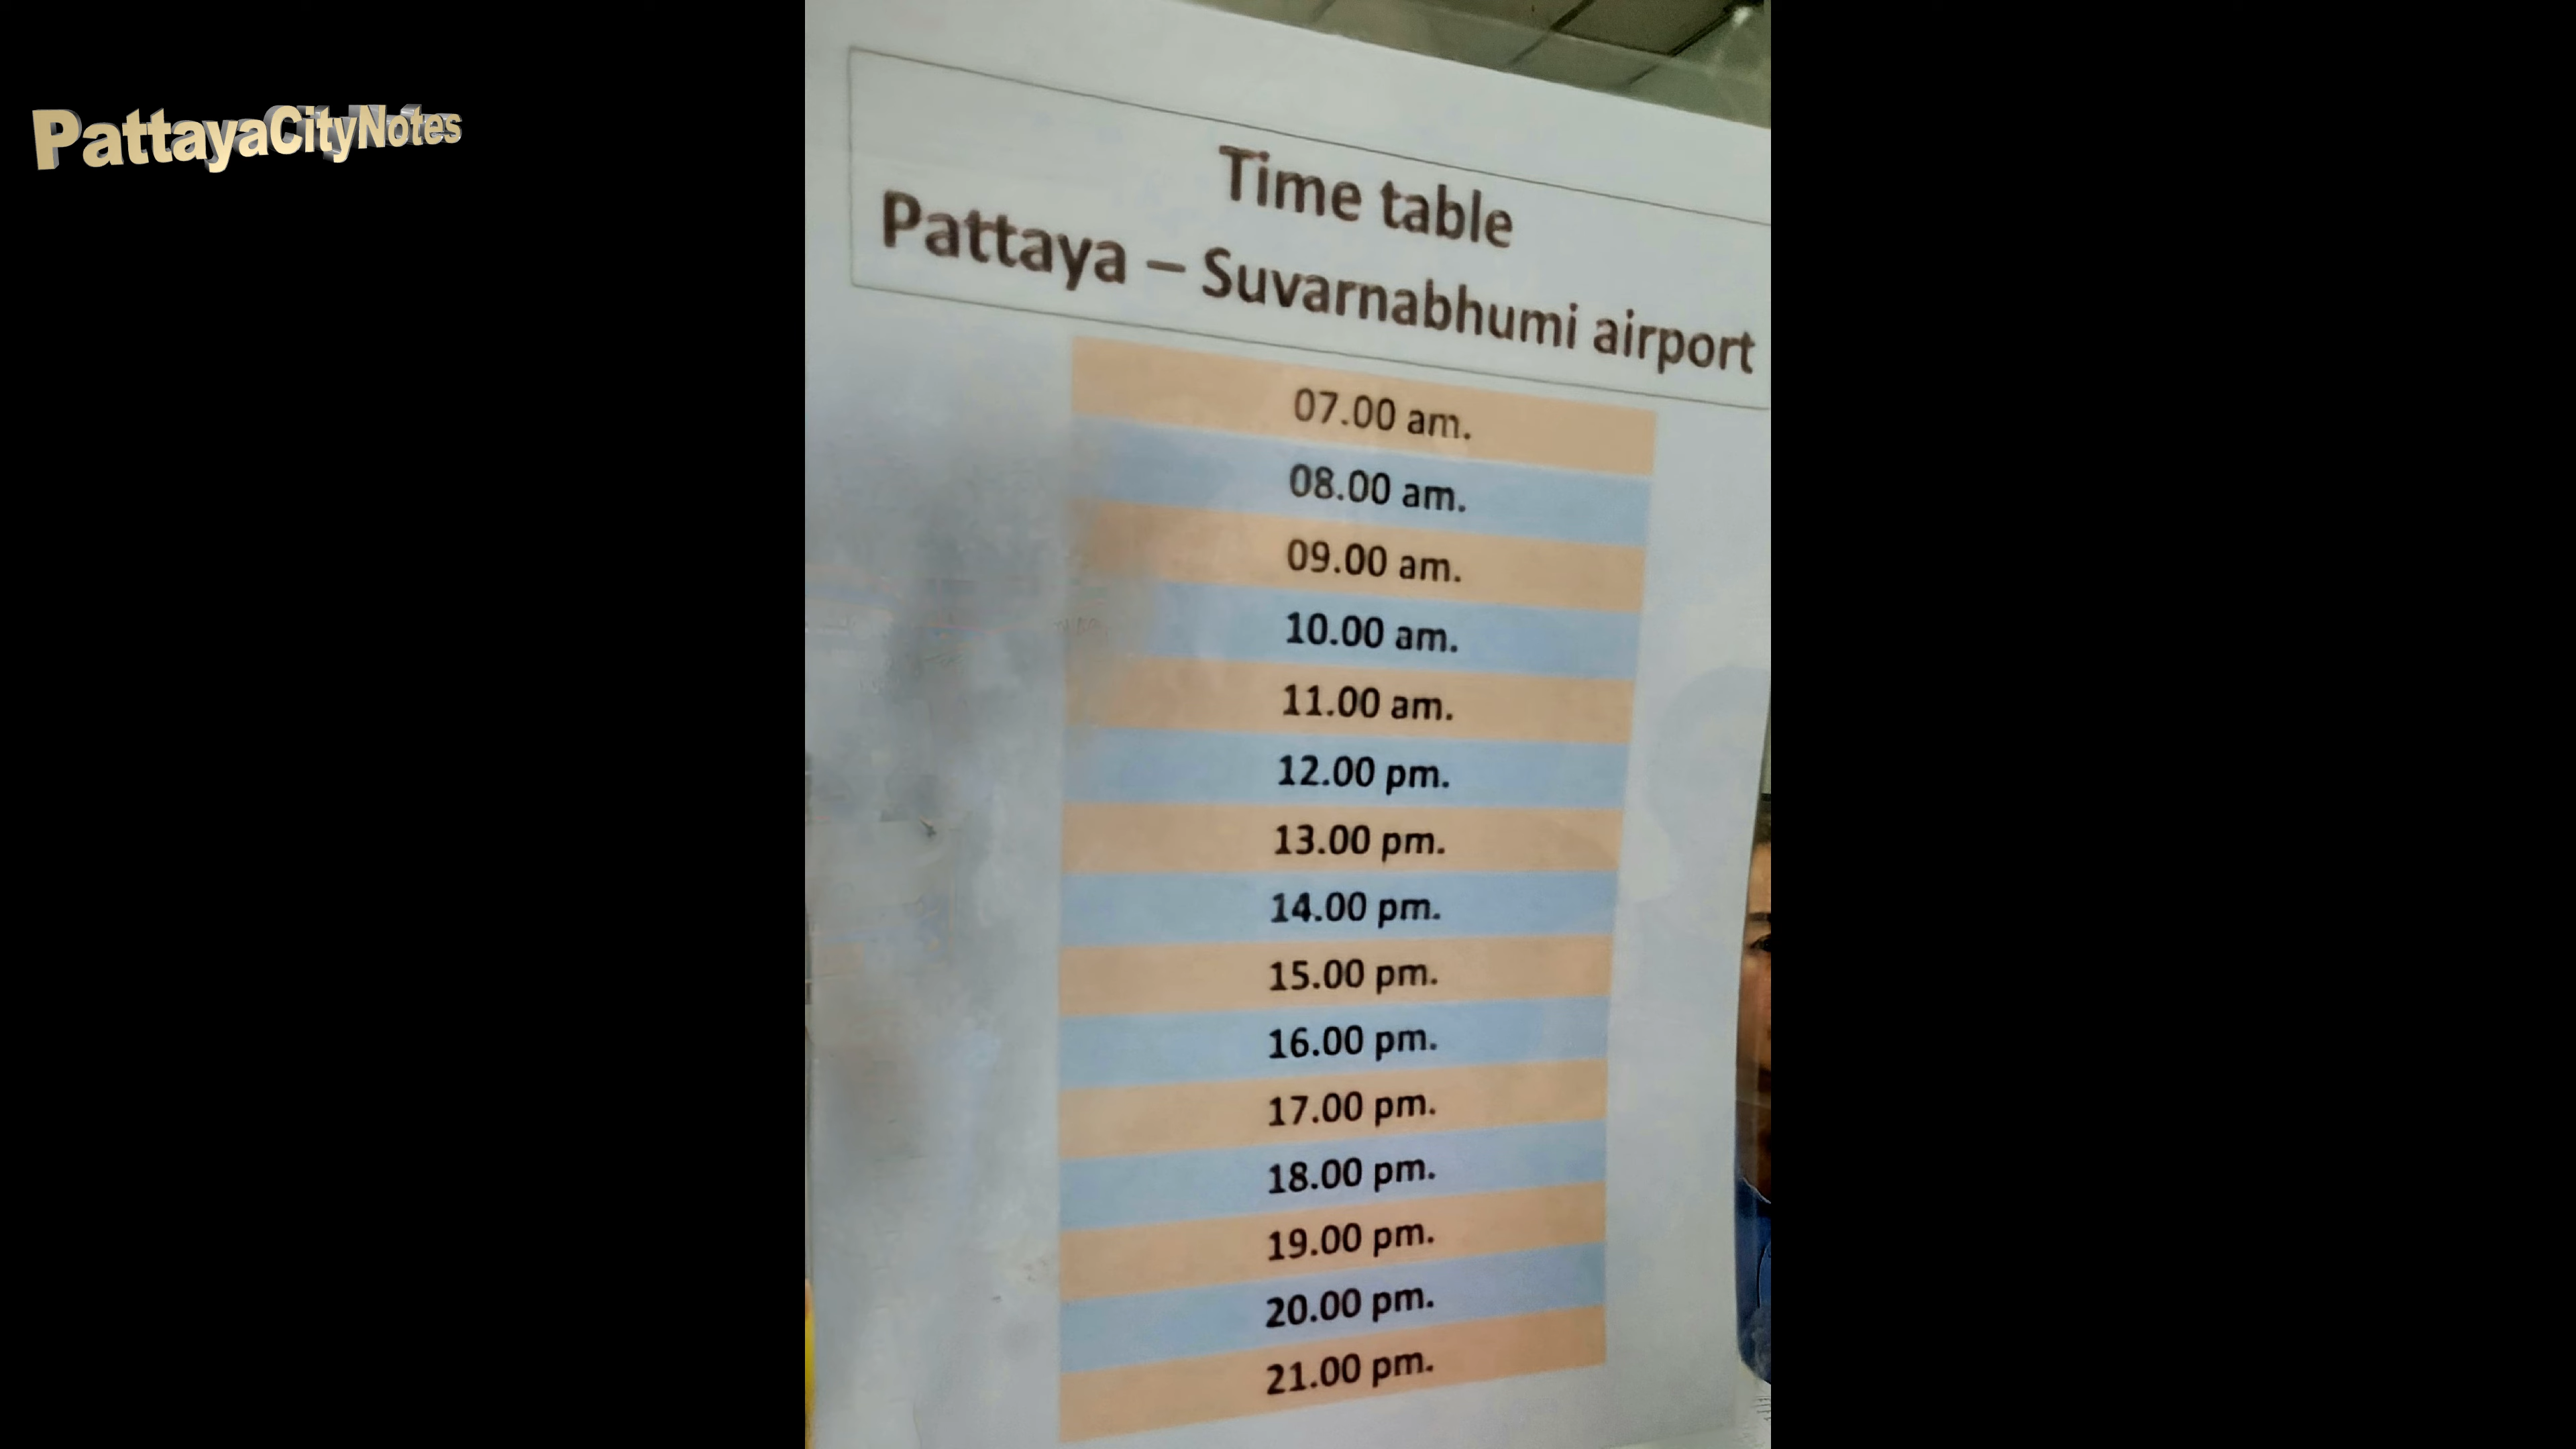 PattayaCityNotes
Time table
Pattaya – Suvarnabhumi airport
07.00 am.
08.00 am.
09.00 am.
10.00 am.
11.00 am.
12.00 pm.
13.00 pm.
14.00 pm.
15.00 pm.
16.00 pm.
17.00 pm.
18.00 pm.
19.00 pm.
20.00 pm.
21.00 pm.